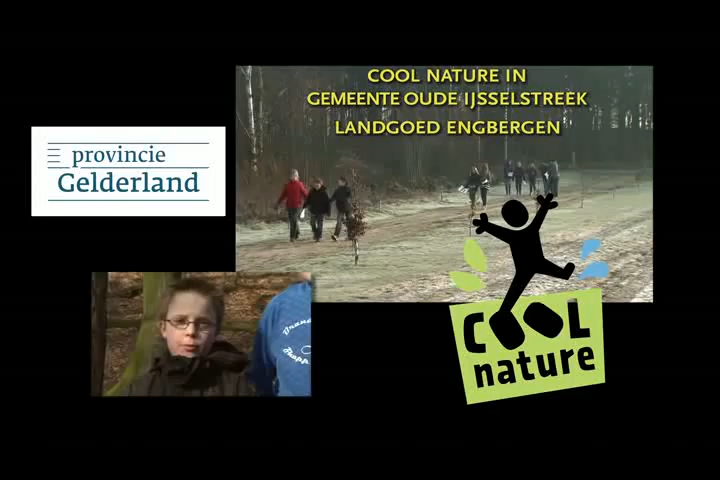 COOL NATURE IN
GEMEENTE OUDE IJSSELSTREEK
LANDGOED ENGBERGEN
provincie
Gelderland
COOL
nature